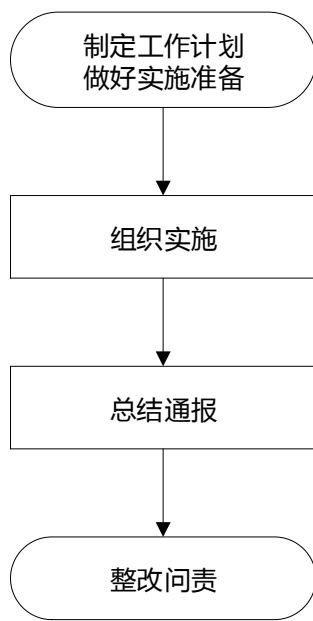 制定工作计划
做好实施准备
组织实施
总结通报
整改问责